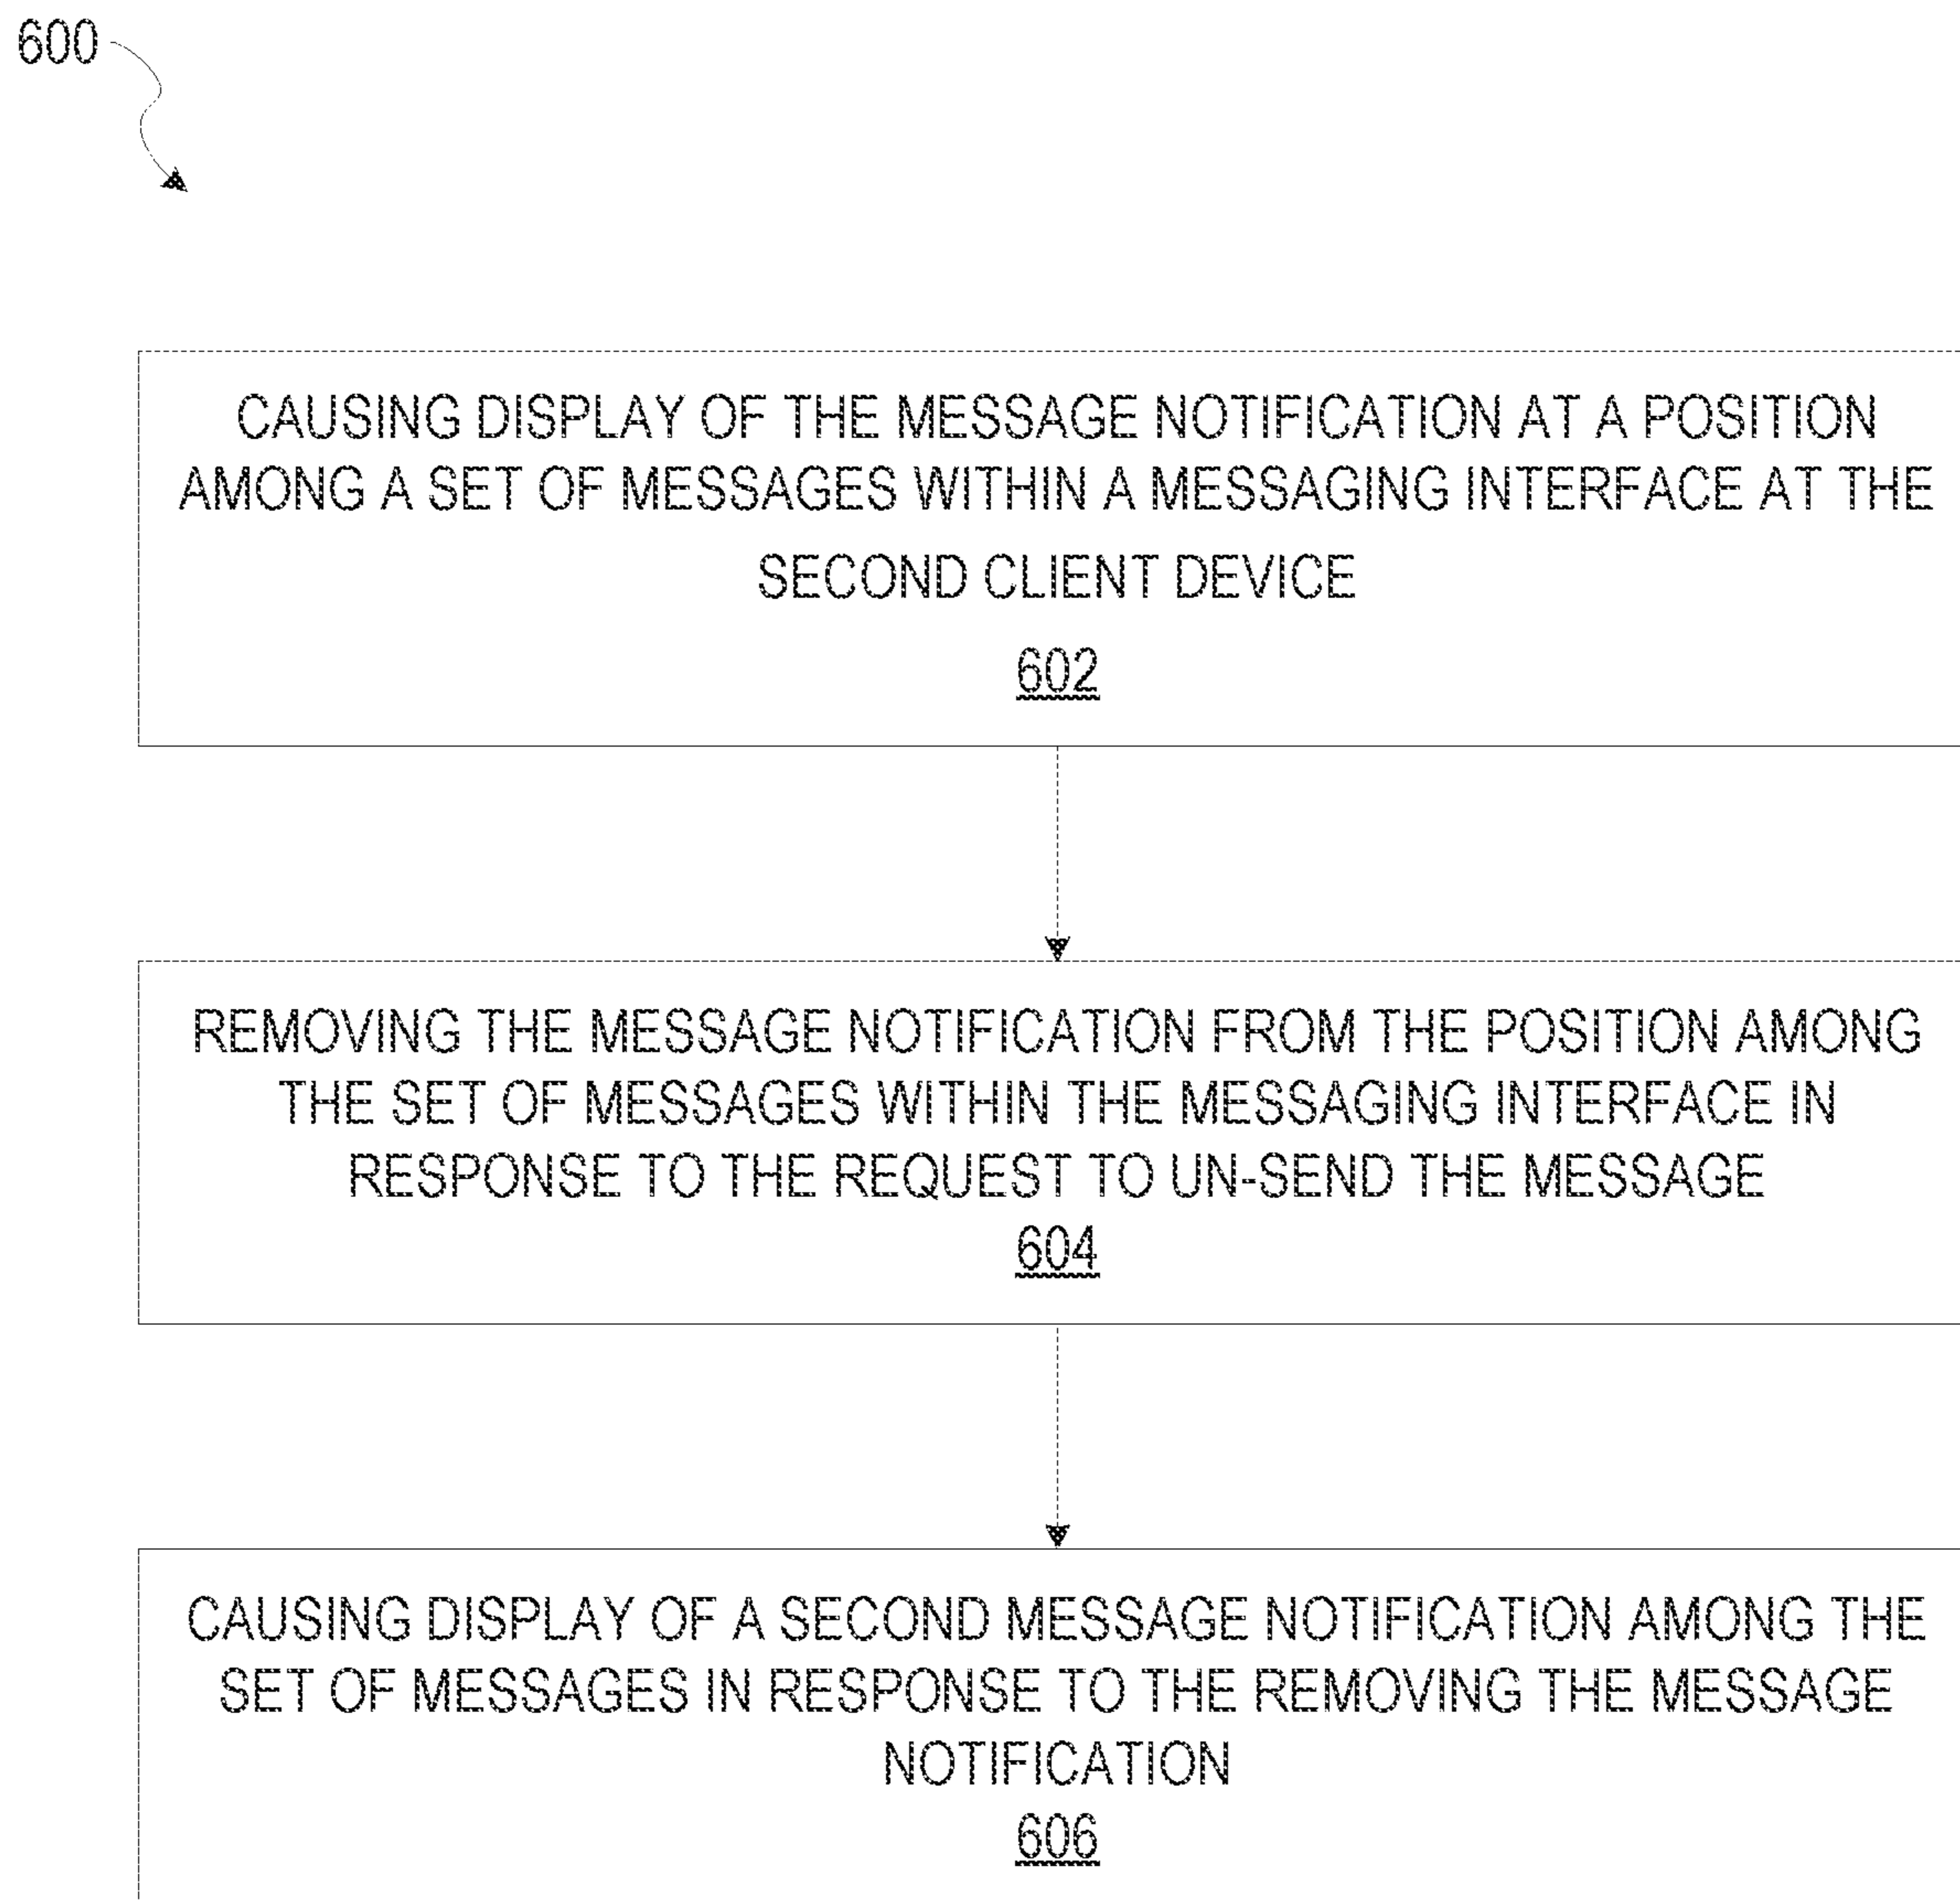 600
CAUSING DISPLAY OF THE MESSAGE NOTIFICATION AT A POSITION
AMONG A SET OF MESSAGES WITHIN A MESSAGING INTERFACE AT THE
SECOND CLIENT DEVICE
602
REMOVING THE MESSAGE NOTIFICATION FROM THE POSITION AMONG
THE SET OF MESSAGES WITHIN THE MESSAGING INTERFACE IN
RESPONSE TO THE REQUEST TO UN-SEND THE MESSAGE
604
CAUSING DISPLAY OF A SECOND MESSAGE NOTIFICATION AMONG THE
SET OF MESSAGES IN RESPONSE TO THE REMOVING THE MESSAGE
NOTIFICATION
606